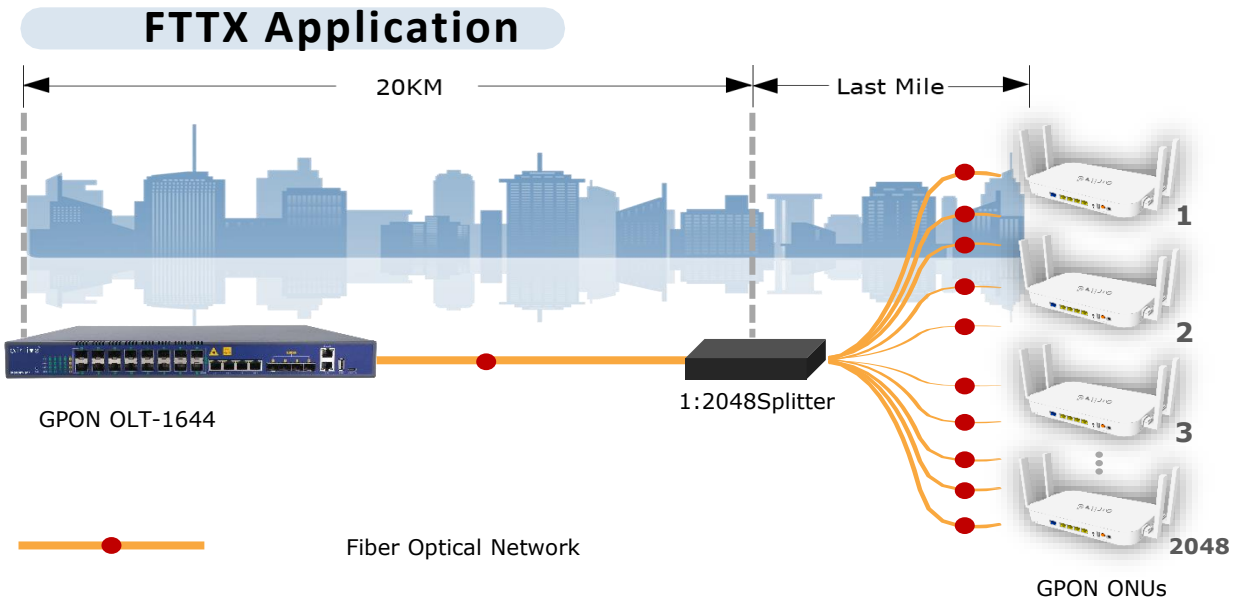 FTTX Application
20KM
Last Mile
1
2
3
2048
GPON OLT-1644
1:2048Splitter
Fiber Optical Network
GPON ONUs